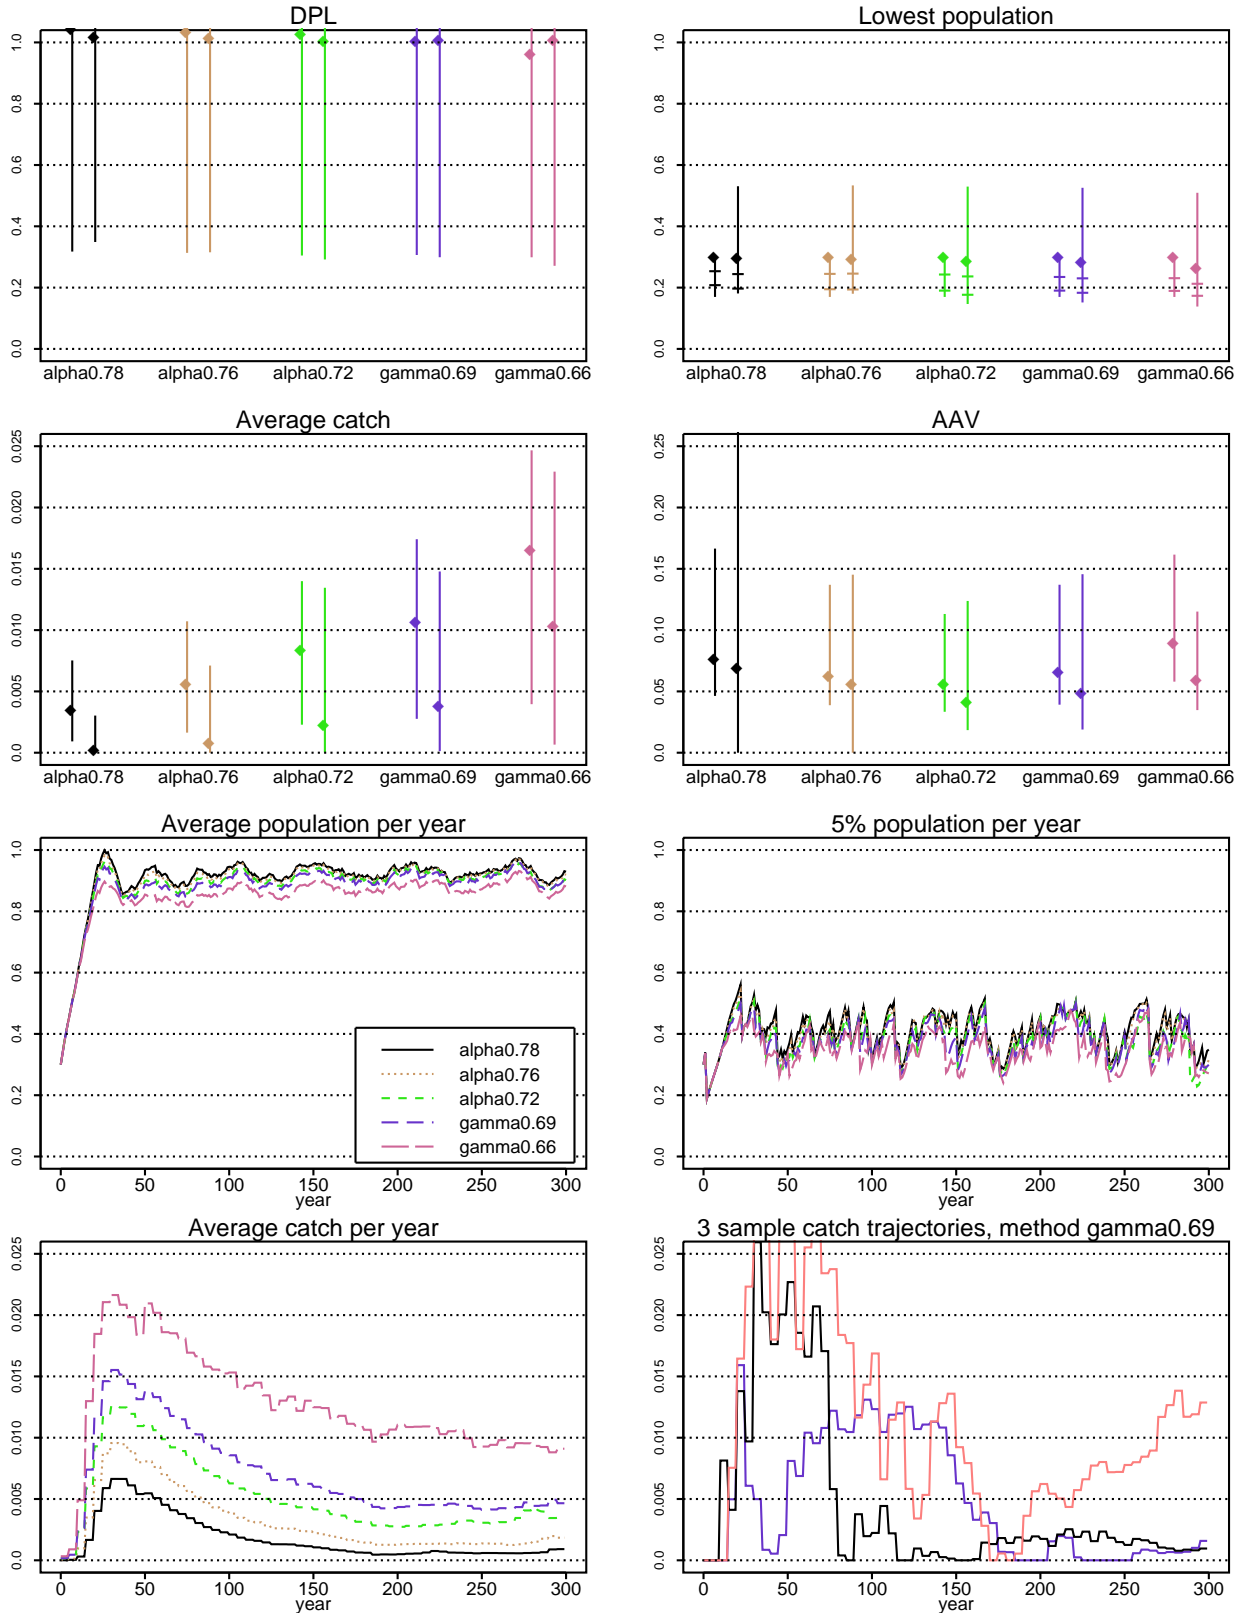 DPL
1.0
0.8
0.6
0.4
0.2
0.0
alpha0.78 alpha0.76 alpha0.72 gamma0.69 gamma0.66
Lowest population
1.0
0.8
0.6
0.4
0.2
0.0
alpha0.78 alpha0.76 alpha0.72 gamma0.69 gamma0.66
Average catch
0.025
0.020
0.015
0.010
0.005
0.0
alpha0.78 alpha0.76 alpha0.72 gamma0.69 gamma0.66
AAV
0.25
0.20
0.15
0.10
0.05
0.0
alpha0.78 alpha0.76 alpha0.72 gamma0.69 gamma0.66
Average population per year
1.0
0.8
0.6
0.4
0.2
0.0
alpha0.78
alpha0.76
alpha0.72
gamma0.69
gamma0.66
0 50 100 150 200 250 300
year
5% population per year
1.0
0.8
0.6
0.4
0.2
0.0
0 50 100 150 200 250 300
year
Average catch per year
0.025
0.020
0.015
0.010
0.005
0.0
0 50 100 150 200 250 300
year
3 sample catch trajectories, method gamma0.69
0.025
0.020
0.015
0.010
0.005
0.0
0 50 100 150 200 250 300
year